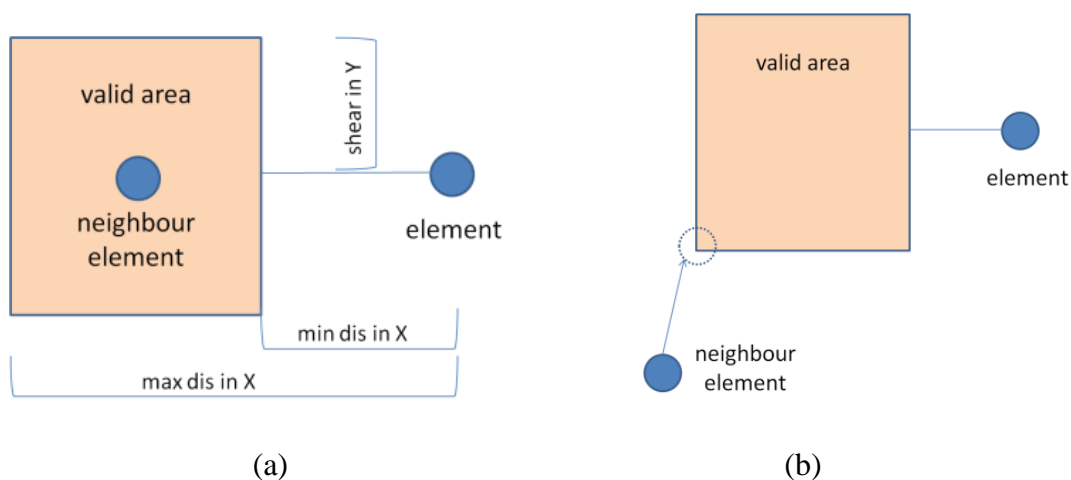 valid area
neighbour
element
shear in Y
element
min dis in X
max dis in X
(a)
valid area
element
neighbour
element
(b)